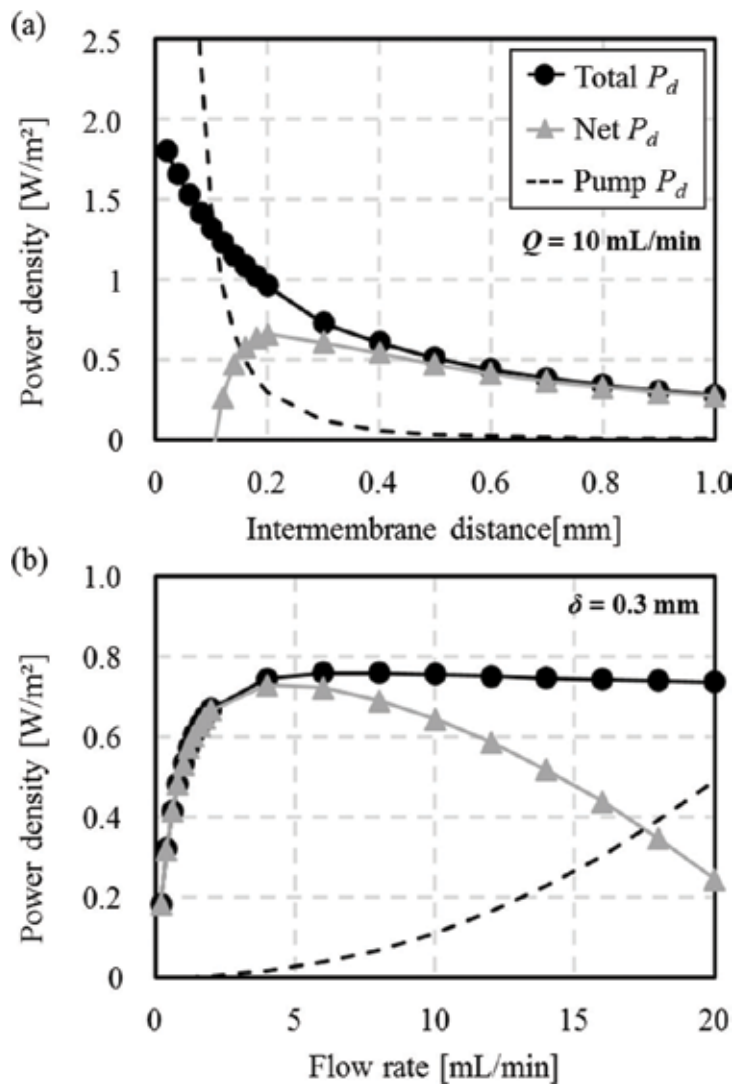 (a)
2.5
2.0
1.5
1
0.5
0
Power density [W/m²]
Total P_d
Net P_d
Pump P_d
Q = 10 mL/min
0 0.2 0.4 0.6 0.8 1.0
Intermembrane distance[mm]
(b)
1.0
0.8
0.6
0.4
0.2
0
Power density [W/m²]
δ = 0.3 mm
0 5 10 15 20
Flow rate [mL/min]